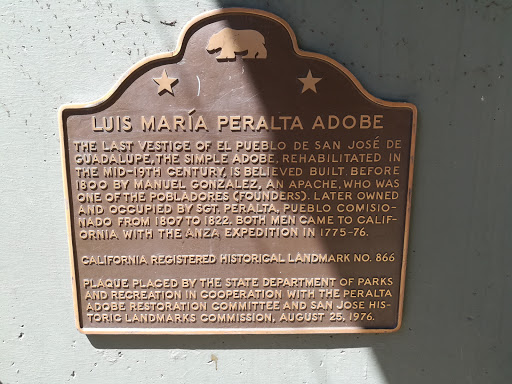 LUIS MARÍA PERALTA ADOBE
THE LAST VESTIGE OF EL PUEBLO DE SAN JOSÉ DE
GUADALUPE, THE SIMPLE ADOBE, REHABILITATED IN
THE MID-19TH CENTURY, IS BELIEVED BUILT BEFORE
1800 BY MANUEL GONZÁLEZ, AN APACHE, WHO WAS
ONE OF THE POBLADORES (FOUNDERS). LATER OWNED
AND OCCUPIED BY SGT. PERALTA, PUEBLO COMISIO-
NADO FROM 1807 TO 1822. BOTH MEN CAME TO CALIF-
ORNIA WITH THE ANZA EXPEDITION IN 1775-76.
CALIFORNIA REGISTERED HISTORICAL LANDMARK NO. 866
PLAQUE PLACED BY THE STATE DEPARTMENT OF PARKS
AND RECREATION IN COOPERATION WITH THE PERALTA
ADOBE RESTORATION COMMITTEE AND SAN JOSE HIS-
TORIC LANDMARKS COMMISSION, AUGUST 25, 1976.